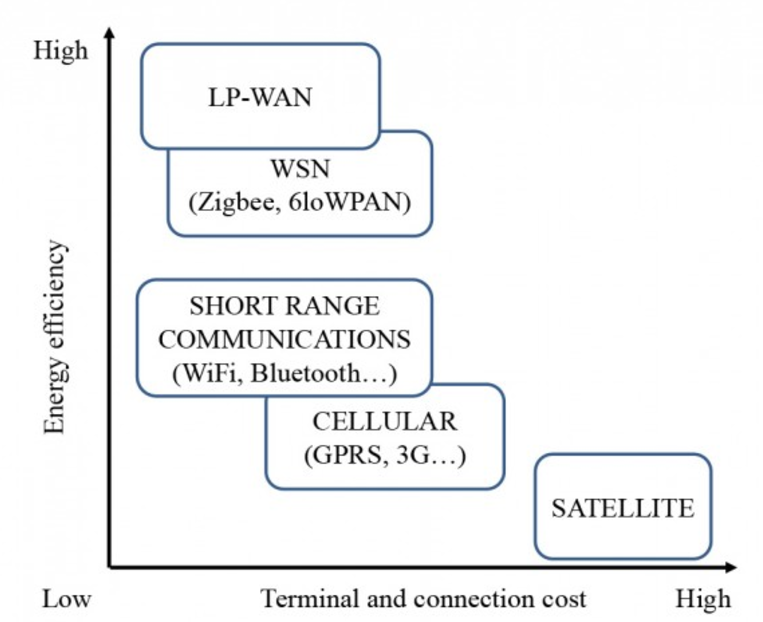 High
LP-WAN
WSN
(Zigbee, 6loWPAN)
Energy efficiency
SHORT RANGE
COMMUNICATIONS
(WiFi, Bluetooth…)
CELLULAR
(GPRS, 3G…)
SATELLITE
Low
Terminal and connection cost
High